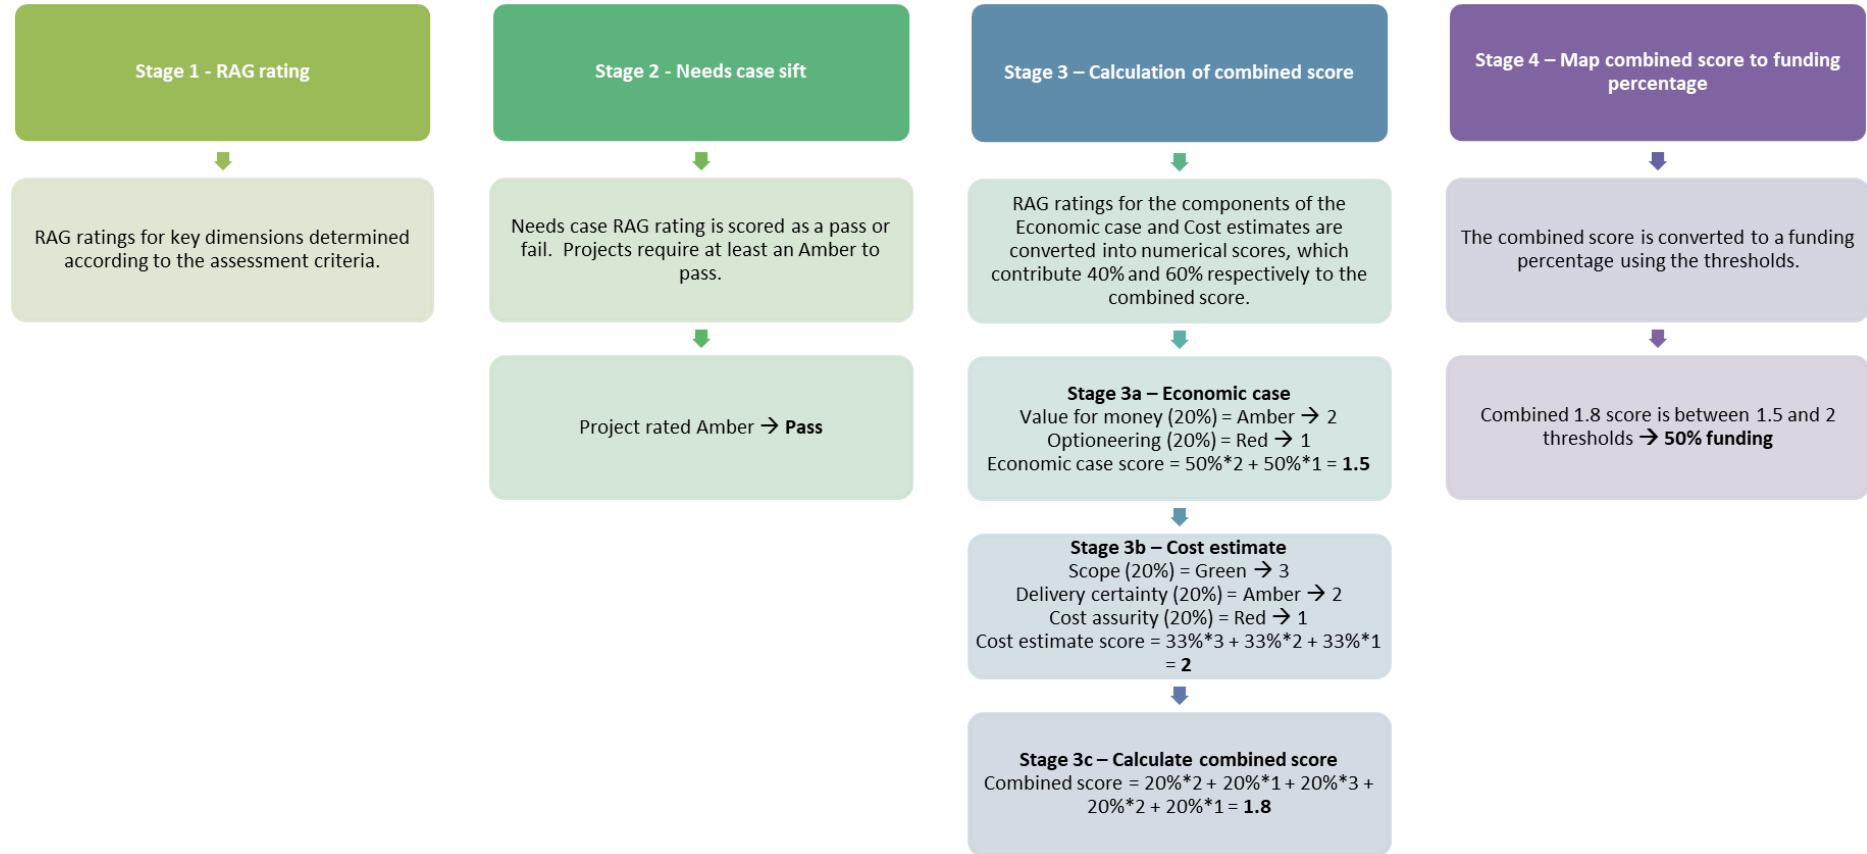 Stage 1 - RAG rating
RAG ratings for key dimensions determined
according to the assessment criteria.
Stage 2 - Needs case sift
Needs case RAG rating is scored as a pass or
fail.  Projects require at least an Amber to
pass.
Project rated Amber → Pass
Stage 3 – Calculation of combined score
RAG ratings for the components of the
Economic case and Cost estimates are
converted into numerical scores, which
contribute 40% and 60% respectively to the
combined score.
Stage 3a – Economic case
Value for money (20%) = Amber → 2
Optioneering (20%) = Red → 1
Economic case score = 50%*2 + 50%*1 = 1.5
Stage 3b – Cost estimate
Scope (20%) = Green → 3
Delivery certainty (20%) = Amber → 2
Cost assurity (20%) = Red → 1
Cost estimate score = 33%*3 + 33%*2 + 33%*1
= 2
Stage 3c – Calculate combined score
Combined score = 20%*2 + 20%*1 + 20%*3 +
20%*2 + 20%*1 = 1.8
Stage 4 – Map combined score to funding
percentage
The combined score is converted to a funding
percentage using the thresholds.
Combined 1.8 score is between 1.5 and 2
thresholds → 50% funding